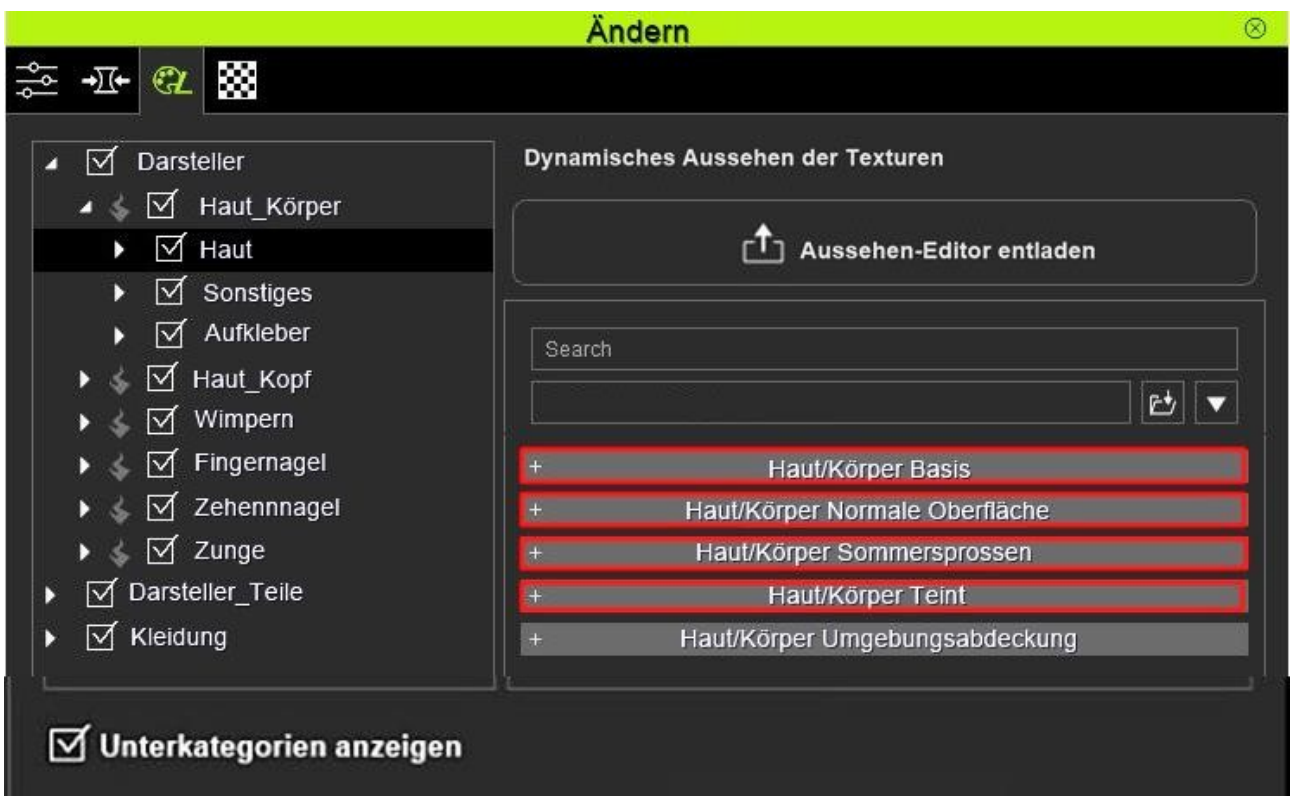 Ändern
Darsteller
Haut_Körper
Haut
Sonstiges
Aufkleber
Haut_Kopf
Wimpern
Fingernagel
Zehennnagel
Zunge
Darsteller_Teile
Kleidung
Dynamisches Aussehen der Texturen
Aussehen-Editor entladen
Search
+ Haut/Körper Basis
+ Haut/Körper Normale Oberfläche
+ Haut/Körper Sommersprossen
+ Haut/Körper Teint
+ Haut/Körper Umgebungsabdeckung
Unterkategorien anzeigen